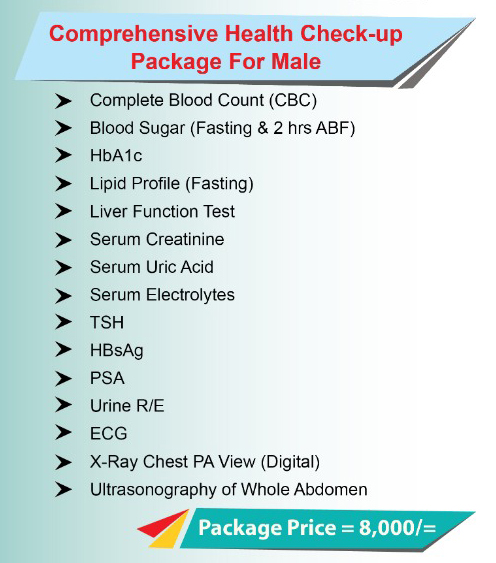 Comprehensive Health Check-up
Package For Male
Complete Blood Count (CBC)
Blood Sugar (Fasting & 2 hrs ABF)
HbA1c
Lipid Profile (Fasting)
Liver Function Test
Serum Creatinine
Serum Uric Acid
Serum Electrolytes
TSH
HBsAg
PSA
Urine R/E
ECG
X-Ray Chest PA View (Digital)
Ultrasonography of Whole Abdomen
Package Price = 8,000/=